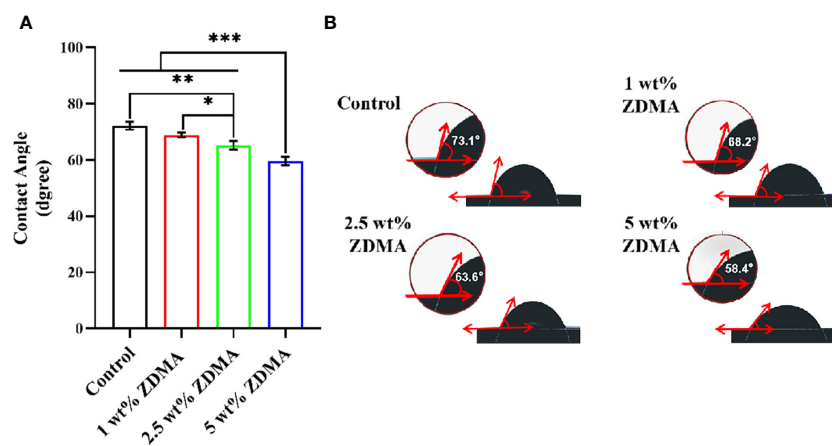 A
B
Contact Angle
(dgree)
100
80
60
40
20
0
***
**
*
Control
1 wt% ZDMA
2.5 wt% ZDMA
5 wt% ZDMA
Control
73.1°
1 wt%
ZDMA
68.2°
2.5 wt%
ZDMA
63.6°
5 wt%
ZDMA
58.4°